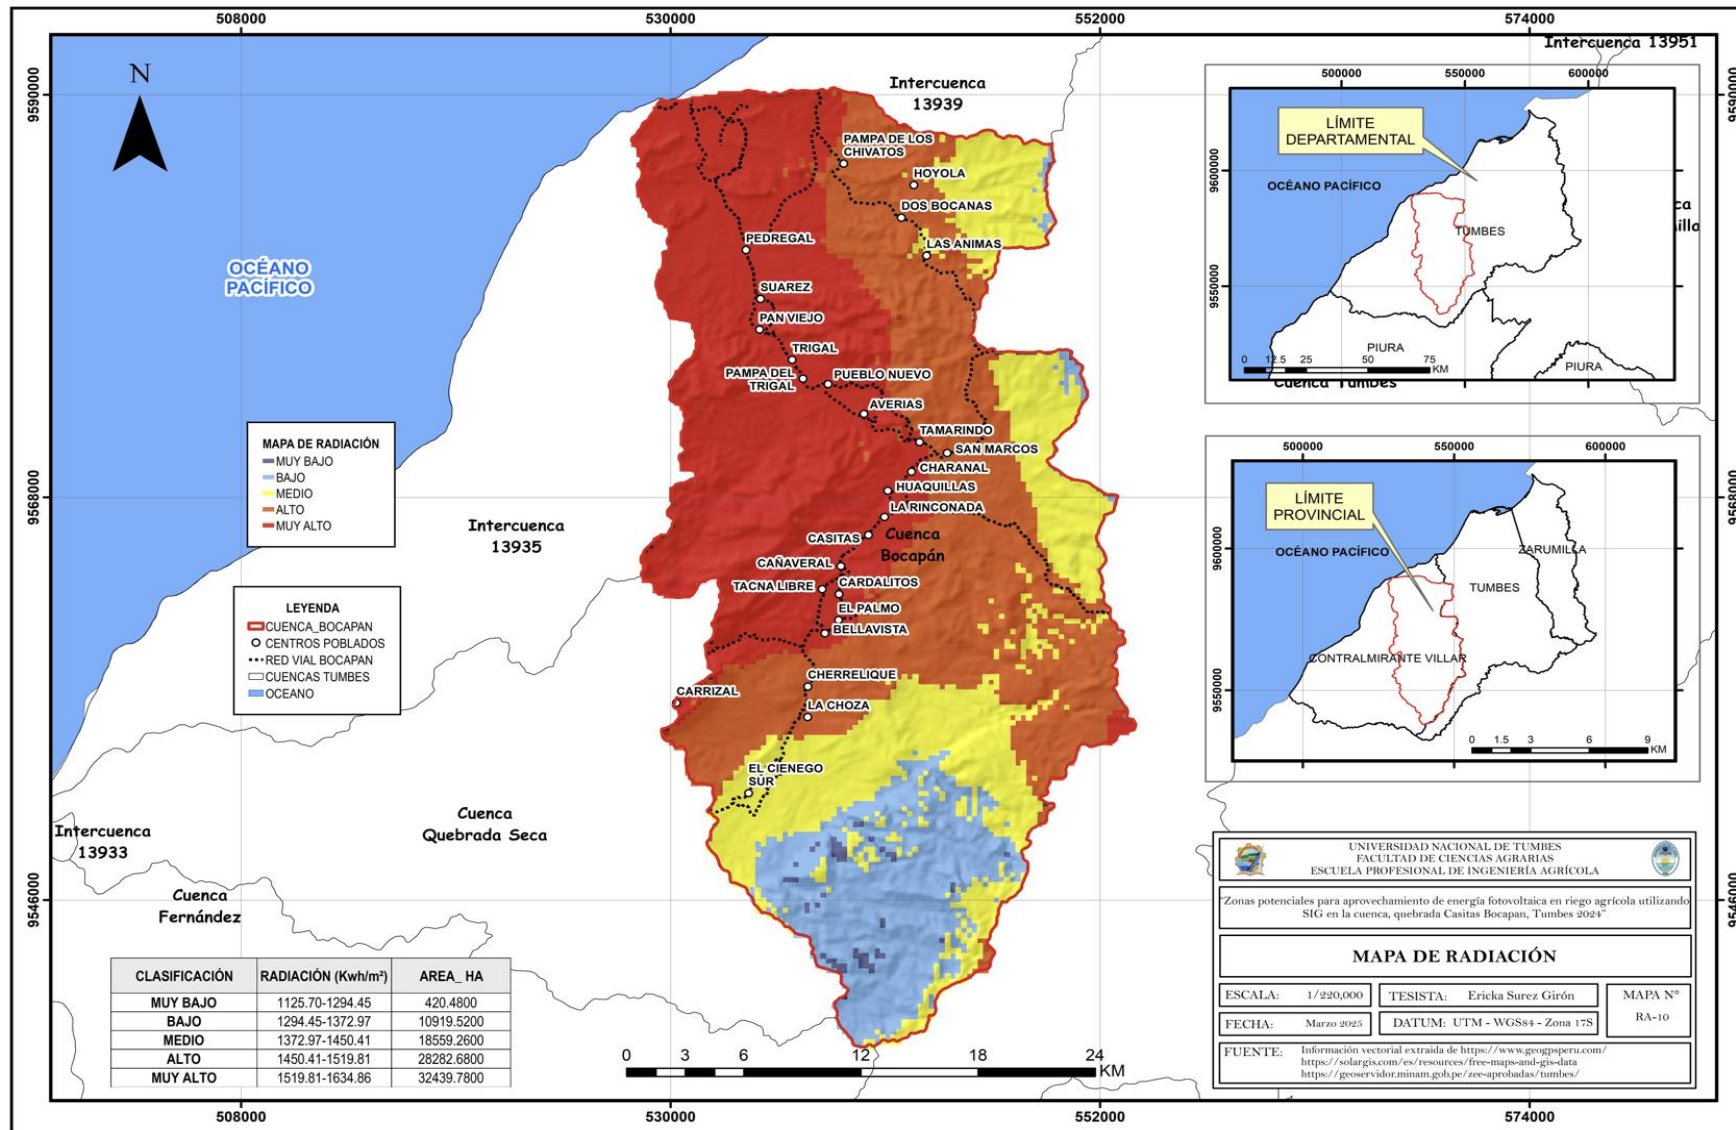 508000
530000
552000
574000
9590000
9568000
9546000
N
OCÉANO
PACÍFICO
Intercuenca
13939
Intercuenca 13951
PAMPA DE LOS
CHIVATOS
HOYOLA
DOS BOCANAS
LAS ANIMAS
PEDREGAL
SUAREZ
PAN VIEJO
TRIGAL
PAMPA DEL
TRIGAL
PUEBLO NUEVO
AVERIAS
TAMARINDO
SAN MARCOS
CHARANAL
HUAQUILLAS
LA RINCONADA
CASITAS
Cuenca
Bocapán
CAÑAVERAL
TACNA LIBRE
CARDALITOS
EL PALMO
BELLAVISTA
CHERRELIQUE
CARRIZAL
LA CHOZA
EL CIENEGO
SUR
MAPA DE RADIACIÓN
MUY BAJO
BAJO
MEDIO
ALTO
MUY ALTO
Intercuenca
13935
LEYENDA
CUENCA_BOCAPAN
CENTROS POBLADOS
RED VIAL BOCAPAN
CUENCAS TUMBES
OCEANO
Cuenca
Quebrada Seca
Intercuenca
13933
Cuenca
Fernández
CLASIFICACIÓN RADIACIÓN (Kwh/m²) AREA_ HA
MUY BAJO 1125.70-1294.45 420.4800
BAJO 1294.45-1372.97 10919.5200
MEDIO 1372.97-1450.41 18559.2600
ALTO 1450.41-1519.81 28282.6800
MUY ALTO 1519.81-1634.86 32439.7800
0 3 6 12 18 24
KM
508000
530000
552000
574000
500000 550000 600000
9600000
9550000
LÍMITE
DEPARTAMENTAL
OCÉANO PACÍFICO
TUMBES
PIURA
PIURA
0 12.5 25 50 75
KM
Cuenca Tumbes
ca
illa
9590000
9568000
9546000
500000 550000 600000
9600000
9550000
LÍMITE
PROVINCIAL
OCÉANO PACÍFICO
ZARUMILLA
TUMBES
CONTRALMIRANTE VILLAR
0 1.5 3 6 9
KM
UNIVERSIDAD NACIONAL DE TUMBES
FACULTAD DE CIENCIAS AGRARIAS
ESCUELA PROFESIONAL DE INGENIERÍA AGRÍCOLA
"Zonas potenciales para aprovechamiento de energía fotovoltaica en riego agrícola utilizando
SIG en la cuenca, quebrada Casitas Bocapan, Tumbes 2024"
MAPA DE RADIACIÓN
ESCALA: 1/220,000
TESISTA: Ericka Surez Girón
MAPA N°
RA-10
FECHA: Marzo 2025
DATUM: UTM - WGS84 - Zona 17S
FUENTE: Información vectorial extraida de https://www.geogpsperu.com/
https://solargis.com/es/resources/free-maps-and-gis-data
https://geoservidor.minam.gob.pe/zee-aprobadas/tumbes/